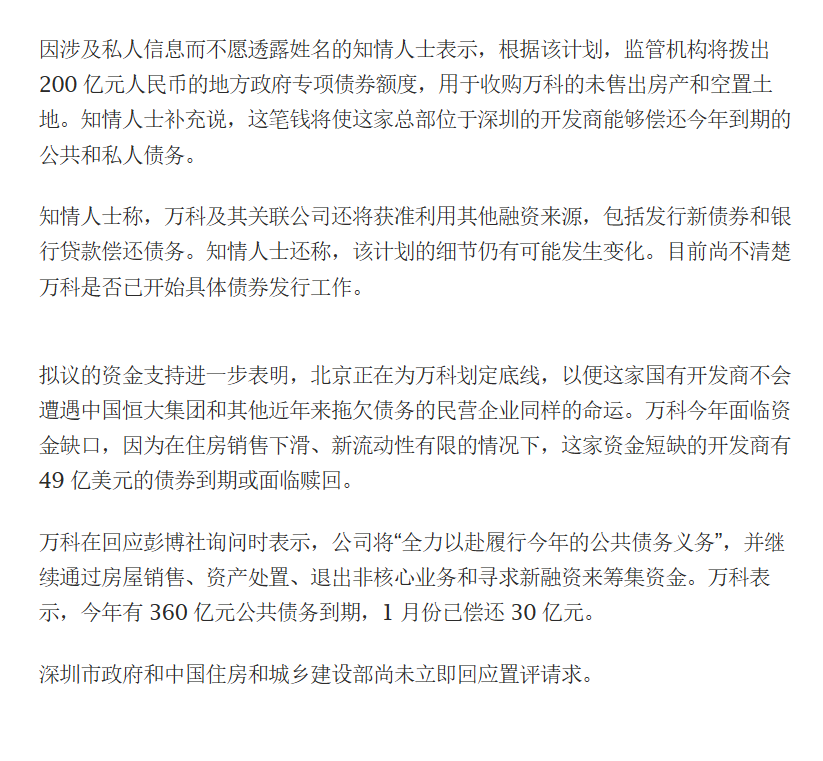 因涉及私人信息而不愿透露姓名的知情人士表示，根据该计划，监管机构将拨出
200 亿元人民币的地方政府专项债券额度，用于收购万科的未售出房产和空置土
地。知情人士补充说，这笔钱将使这家总部位于深圳的开发商能够偿还今年到期的
公共和私人债务。
知情人士称，万科及其关联公司还将获准利用其他融资来源，包括发行新债券和银
行贷款偿还债务。知情人士还称，该计划的细节仍有可能发生变化。目前尚不清楚
万科是否已开始具体债券发行工作。
拟议的资金支持进一步表明，北京正在为万科划定底线，以便这家国有开发商不会
遭遇中国恒大集团和其他近年来拖欠债务的民营企业同样的命运。万科今年面临资
金缺口，因为在住房销售下滑、新流动性有限的情况下，这家资金短缺的开发商有
49 亿美元的债券到期或面临赎回。
万科在回应彭博社询问时表示，公司将“全力以赴履行今年的公共债务义务”，并继
续通过房屋销售、资产处置、退出非核心业务和寻求新融资来筹集资金。万科表
示，今年有 360 亿元公共债务到期，1 月份已偿还 30 亿元。
深圳市政府和中国住房和城乡建设部尚未立即回应置评请求。